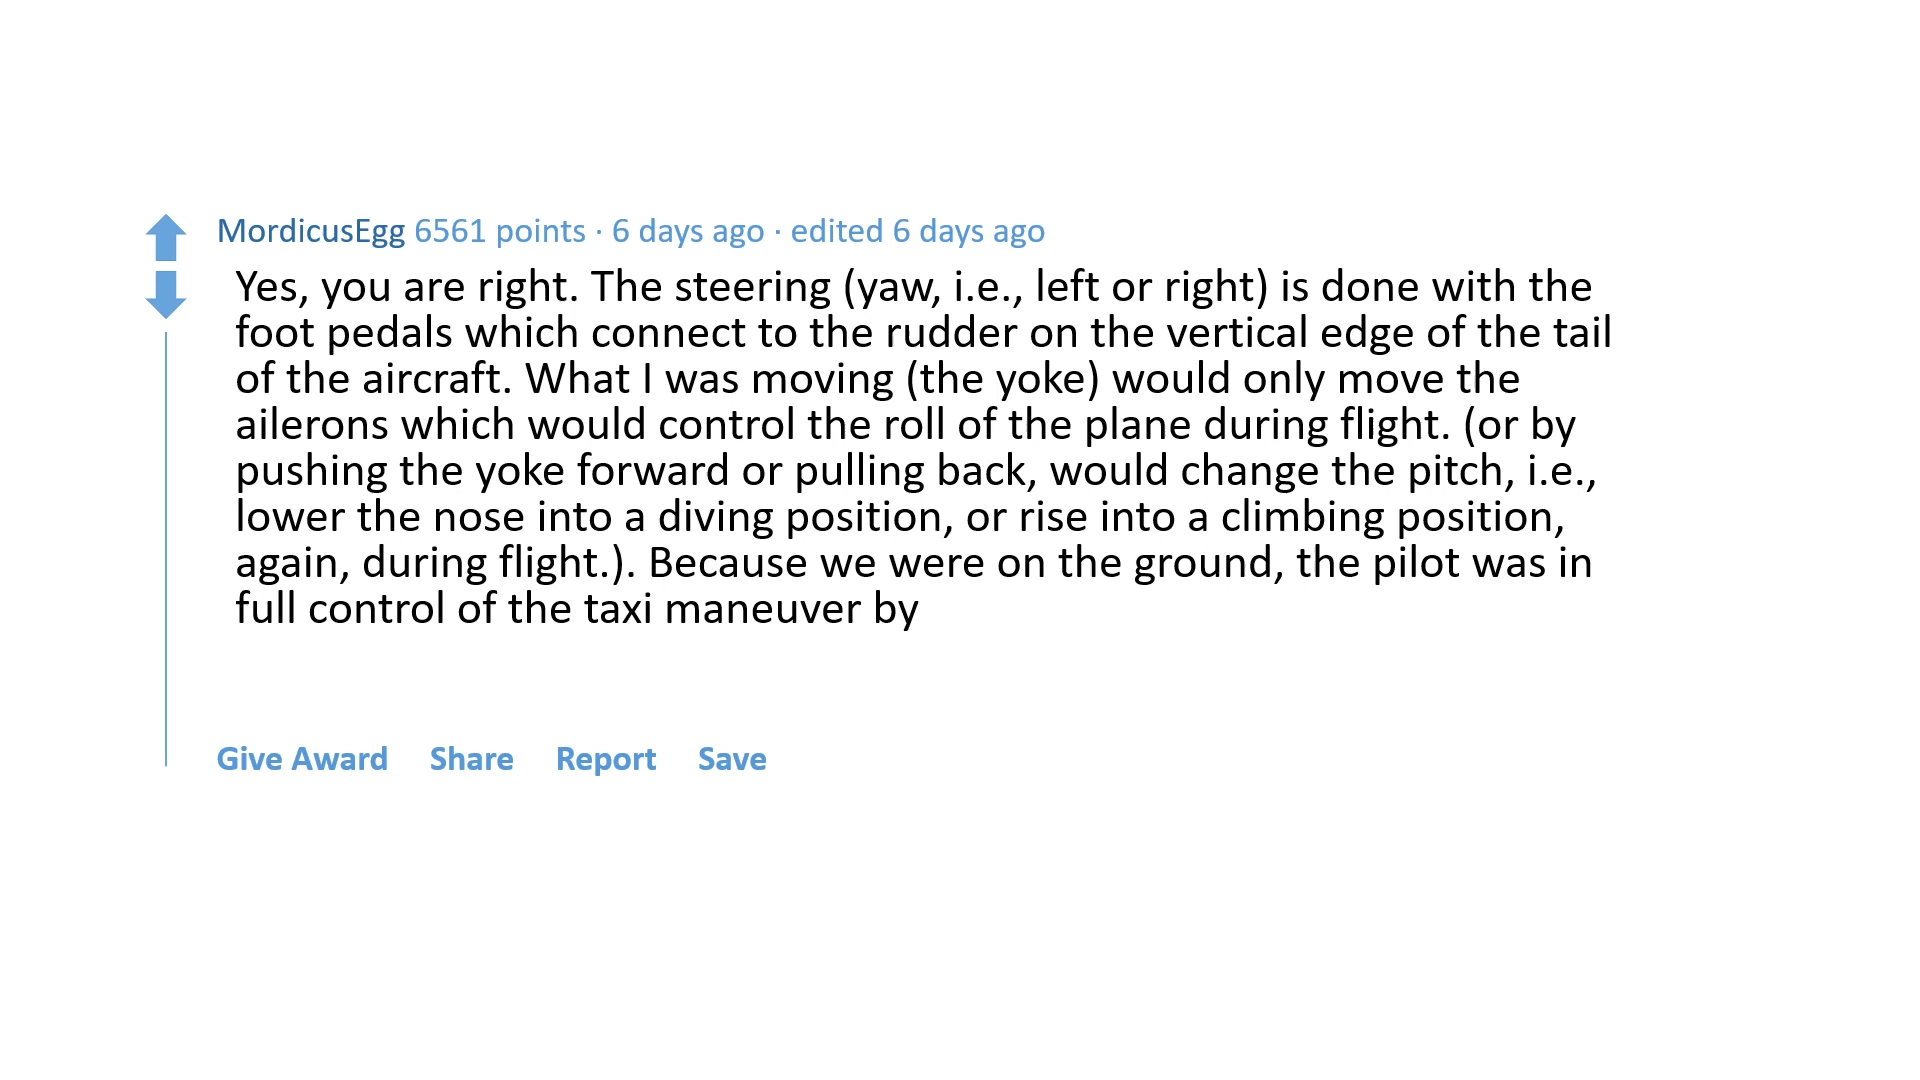 MordicusEgg 6561 points · 6 days ago · edited 6 days ago
Yes, you are right. The steering (yaw, i.e., left or right) is done with the
foot pedals which connect to the rudder on the vertical edge of the tail
of the aircraft. What I was moving (the yoke) would only move the
ailerons which would control the roll of the plane during flight. (or by
pushing the yoke forward or pulling back, would change the pitch, i.e.,
lower the nose into a diving position, or rise into a climbing position,
again, during flight.). Because we were on the ground, the pilot was in
full control of the taxi maneuver by
Give Award Share Report Save